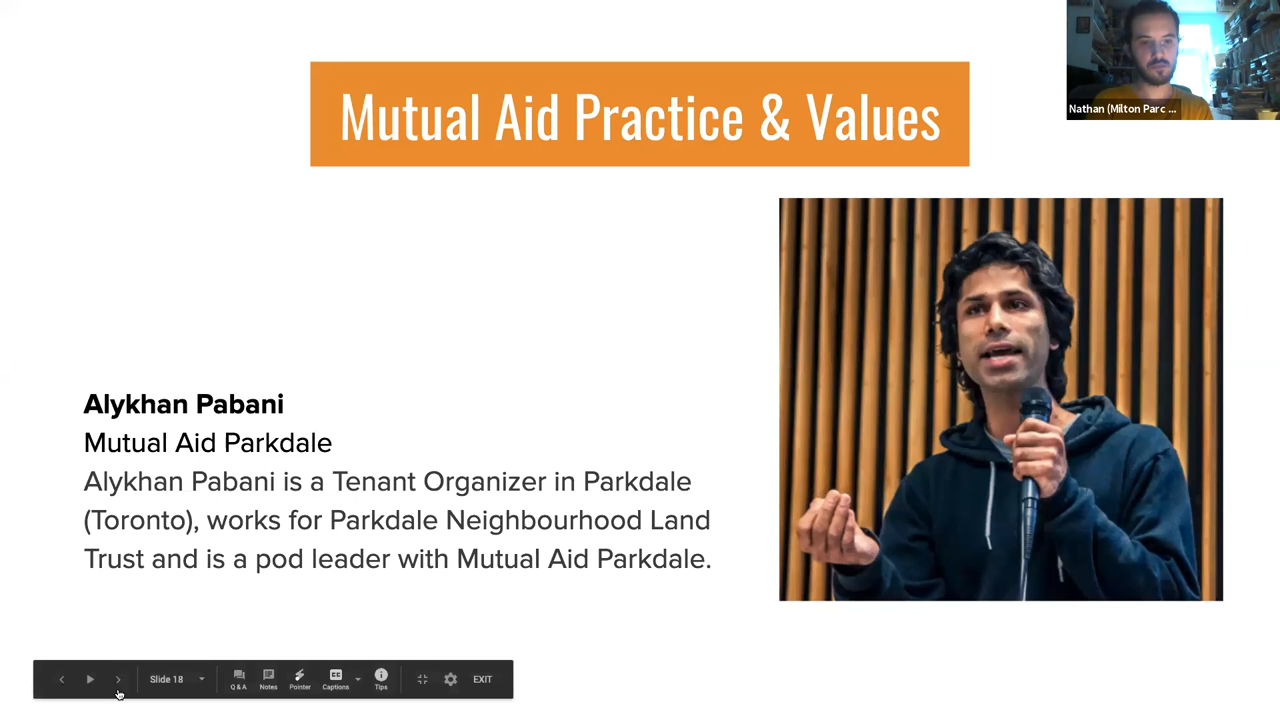 Mutual Aid Practice & Values
Nathan (Milton Parc ...
Alykhan Pabani
Mutual Aid Parkdale
Alykhan Pabani is a Tenant Organizer in Parkdale
(Toronto), works for Parkdale Neighbourhood Land
Trust and is a pod leader with Mutual Aid Parkdale.
Slide 18
Q & A
Notes
Pointer
Captions
Tips
EXIT
CC